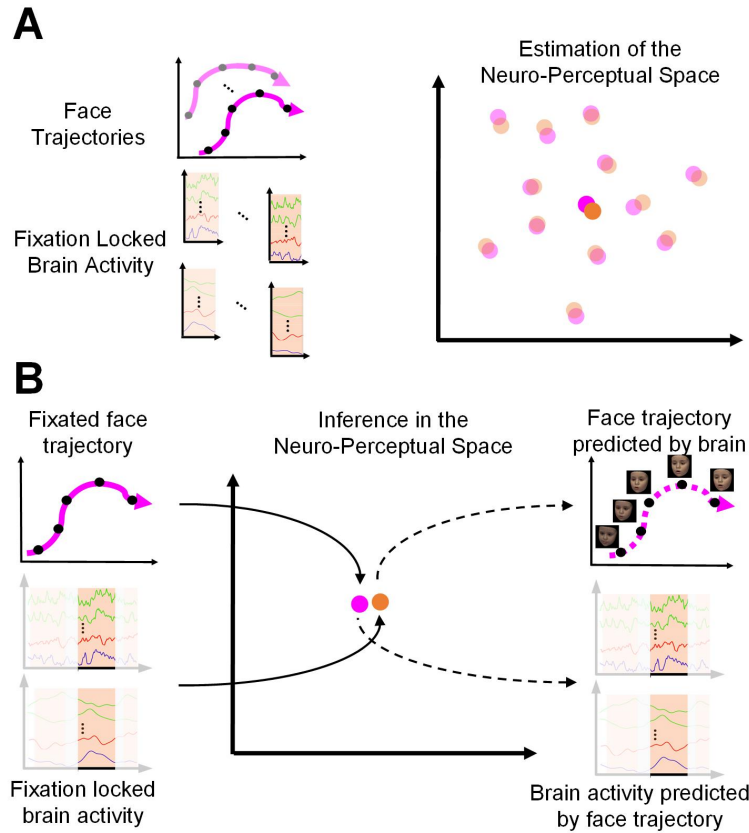 A
Face
Trajectories
Fixation Locked
Brain Activity
Estimation of the
Neuro-Perceptual Space
B
Fixated face
trajectory
Inference in the
Neuro-Perceptual Space
Face trajectory
predicted by brain
Fixation locked
brain activity
Brain activity predicted
by face trajectory